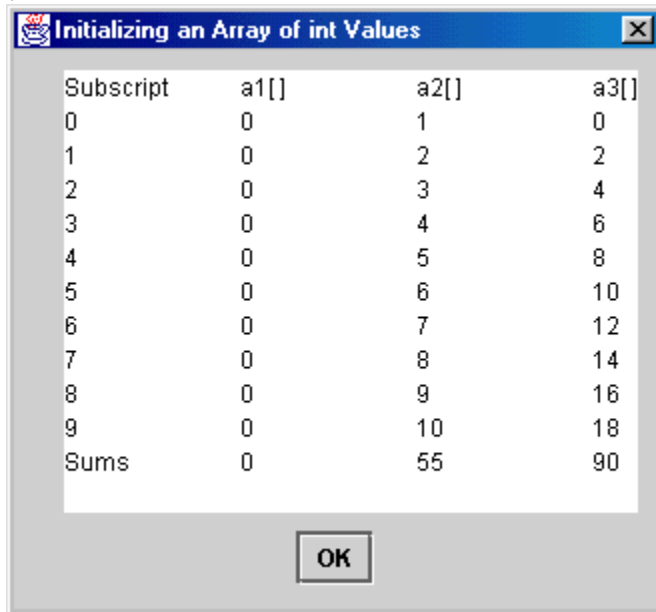 Initializing an Array of int Values
Subscript a1[] a2[] a3[]
0 0 1 0
1 0 2 2
2 0 3 4
3 0 4 6
4 0 5 8
5 0 6 10
6 0 7 12
7 0 8 14
8 0 9 16
9 0 10 18
Sums 0 55 90
OK